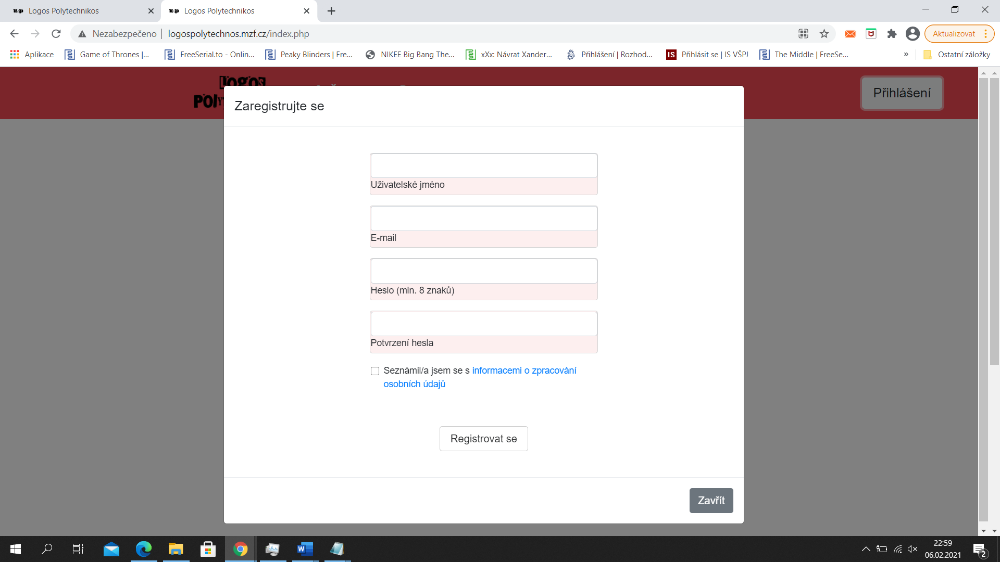 Logos Polytechnikos
Logos Polytechnikos
Nezabezpečeno | logospolytechnos.mzf.cz/index.php
Aktualizovat
Aplikace
Game of Thrones |...
FreeSerial.to - Onlin...
Peaky Blinders | Fre...
NIKEE Big Bang The...
xXx: Návrat Xander...
Přihlášení | Rozhod...
IS Přihlásit se | IS VŠPJ
The Middle | FreeSe...
»
Ostatní záložky
logos
Přihlášení
Zaregistrujte se
Uživatelské jméno
E-mail
Heslo (min. 8 znaků)
Potvrzení hesla
Seznámil/a jsem se s informacemi o zpracování
osobních údajů
Registrovat se
Zavřít
22:59
06.02.2021
2